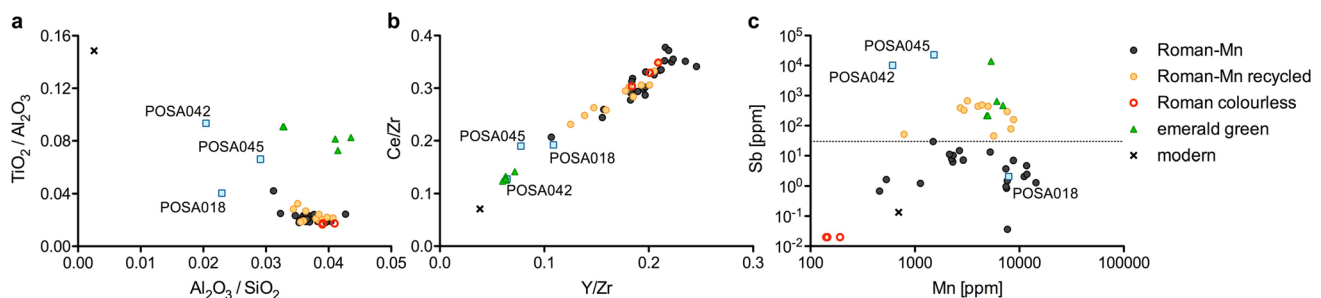 a
TiO2 / Al2O3
0.16
0.12
0.08
0.04
0.00
POSA042
POSA045
POSA018
0.00
0.01
0.02
0.03
0.04
0.05
Al2O3 / SiO2
b
Ce/Zr
0.4
0.3
0.2
0.1
0.0
POSA045
POSA018
POSA042
0.0
0.1
0.2
0.3
Y/Zr
c
Sb [ppm]
10^5
10^4
10^3
10^2
10^1
10^0
10^-1
10^-2
POSA045
POSA042
POSA018
100
1000
10000
100000
Mn [ppm]
Roman-Mn
Roman-Mn recycled
Roman colourless
emerald green
modern